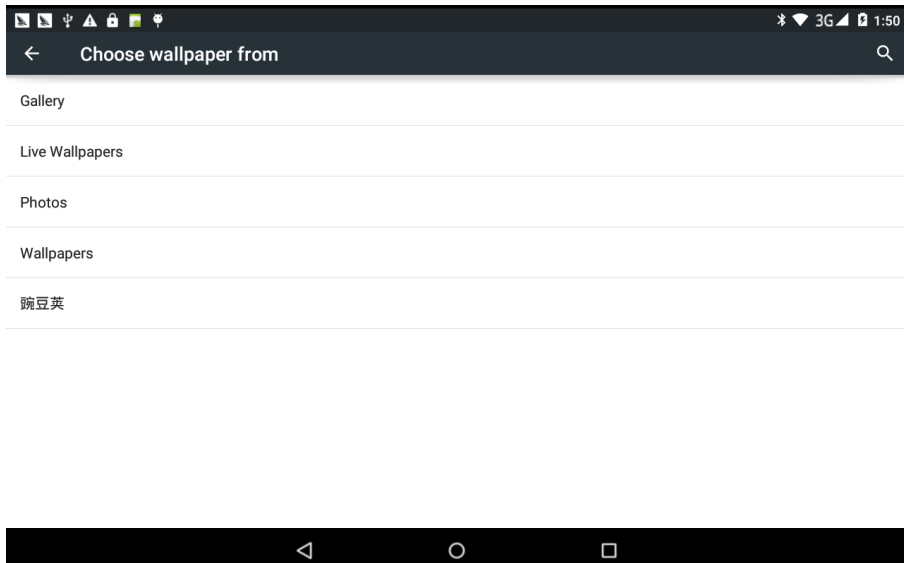 3G 1:50
Choose wallpaper from
Gallery
Live Wallpapers
Photos
Wallpapers
豌豆荚